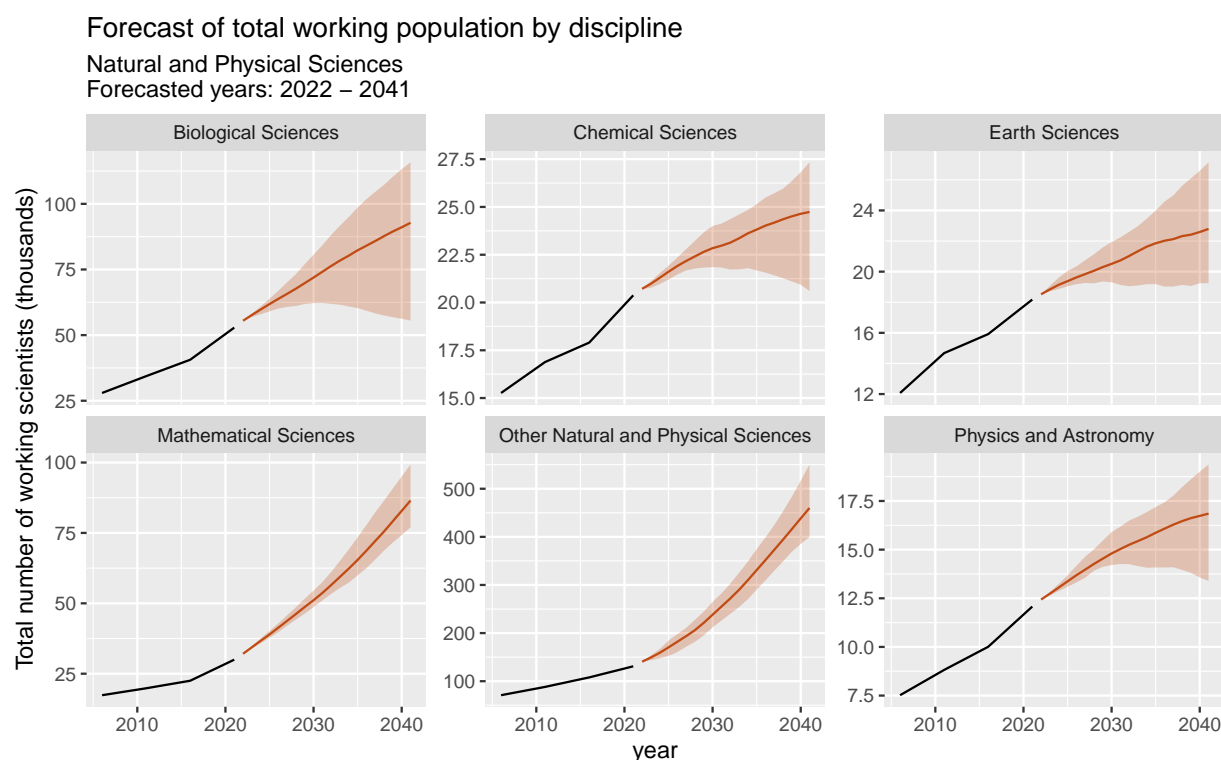 Forecast of total working population by discipline
Natural and Physical Sciences
Forecasted years: 2022 – 2041
Total number of working scientists (thousands)
Biological Sciences
100
75
50
25
Chemical Sciences
27.5
25.0
22.5
20.0
17.5
15.0
Earth Sciences
24
20
16
12
Mathematical Sciences
100
75
50
25
2010 2020 2030 2040
Other Natural and Physical Sciences
500
400
300
200
100
2010 2020 2030 2040
Physics and Astronomy
17.5
15.0
12.5
10.0
7.5
2010 2020 2030 2040
year